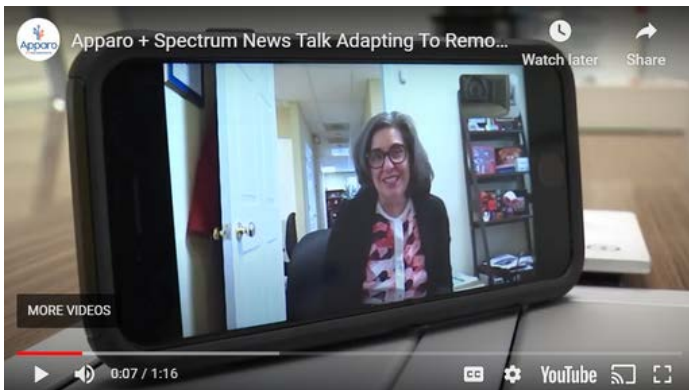 Apparo
Apparo + Spectrum News Talk Adapting To Remo...
Watch later
Share
MORE VIDEOS
0:07 / 1:16
CC
YouTube